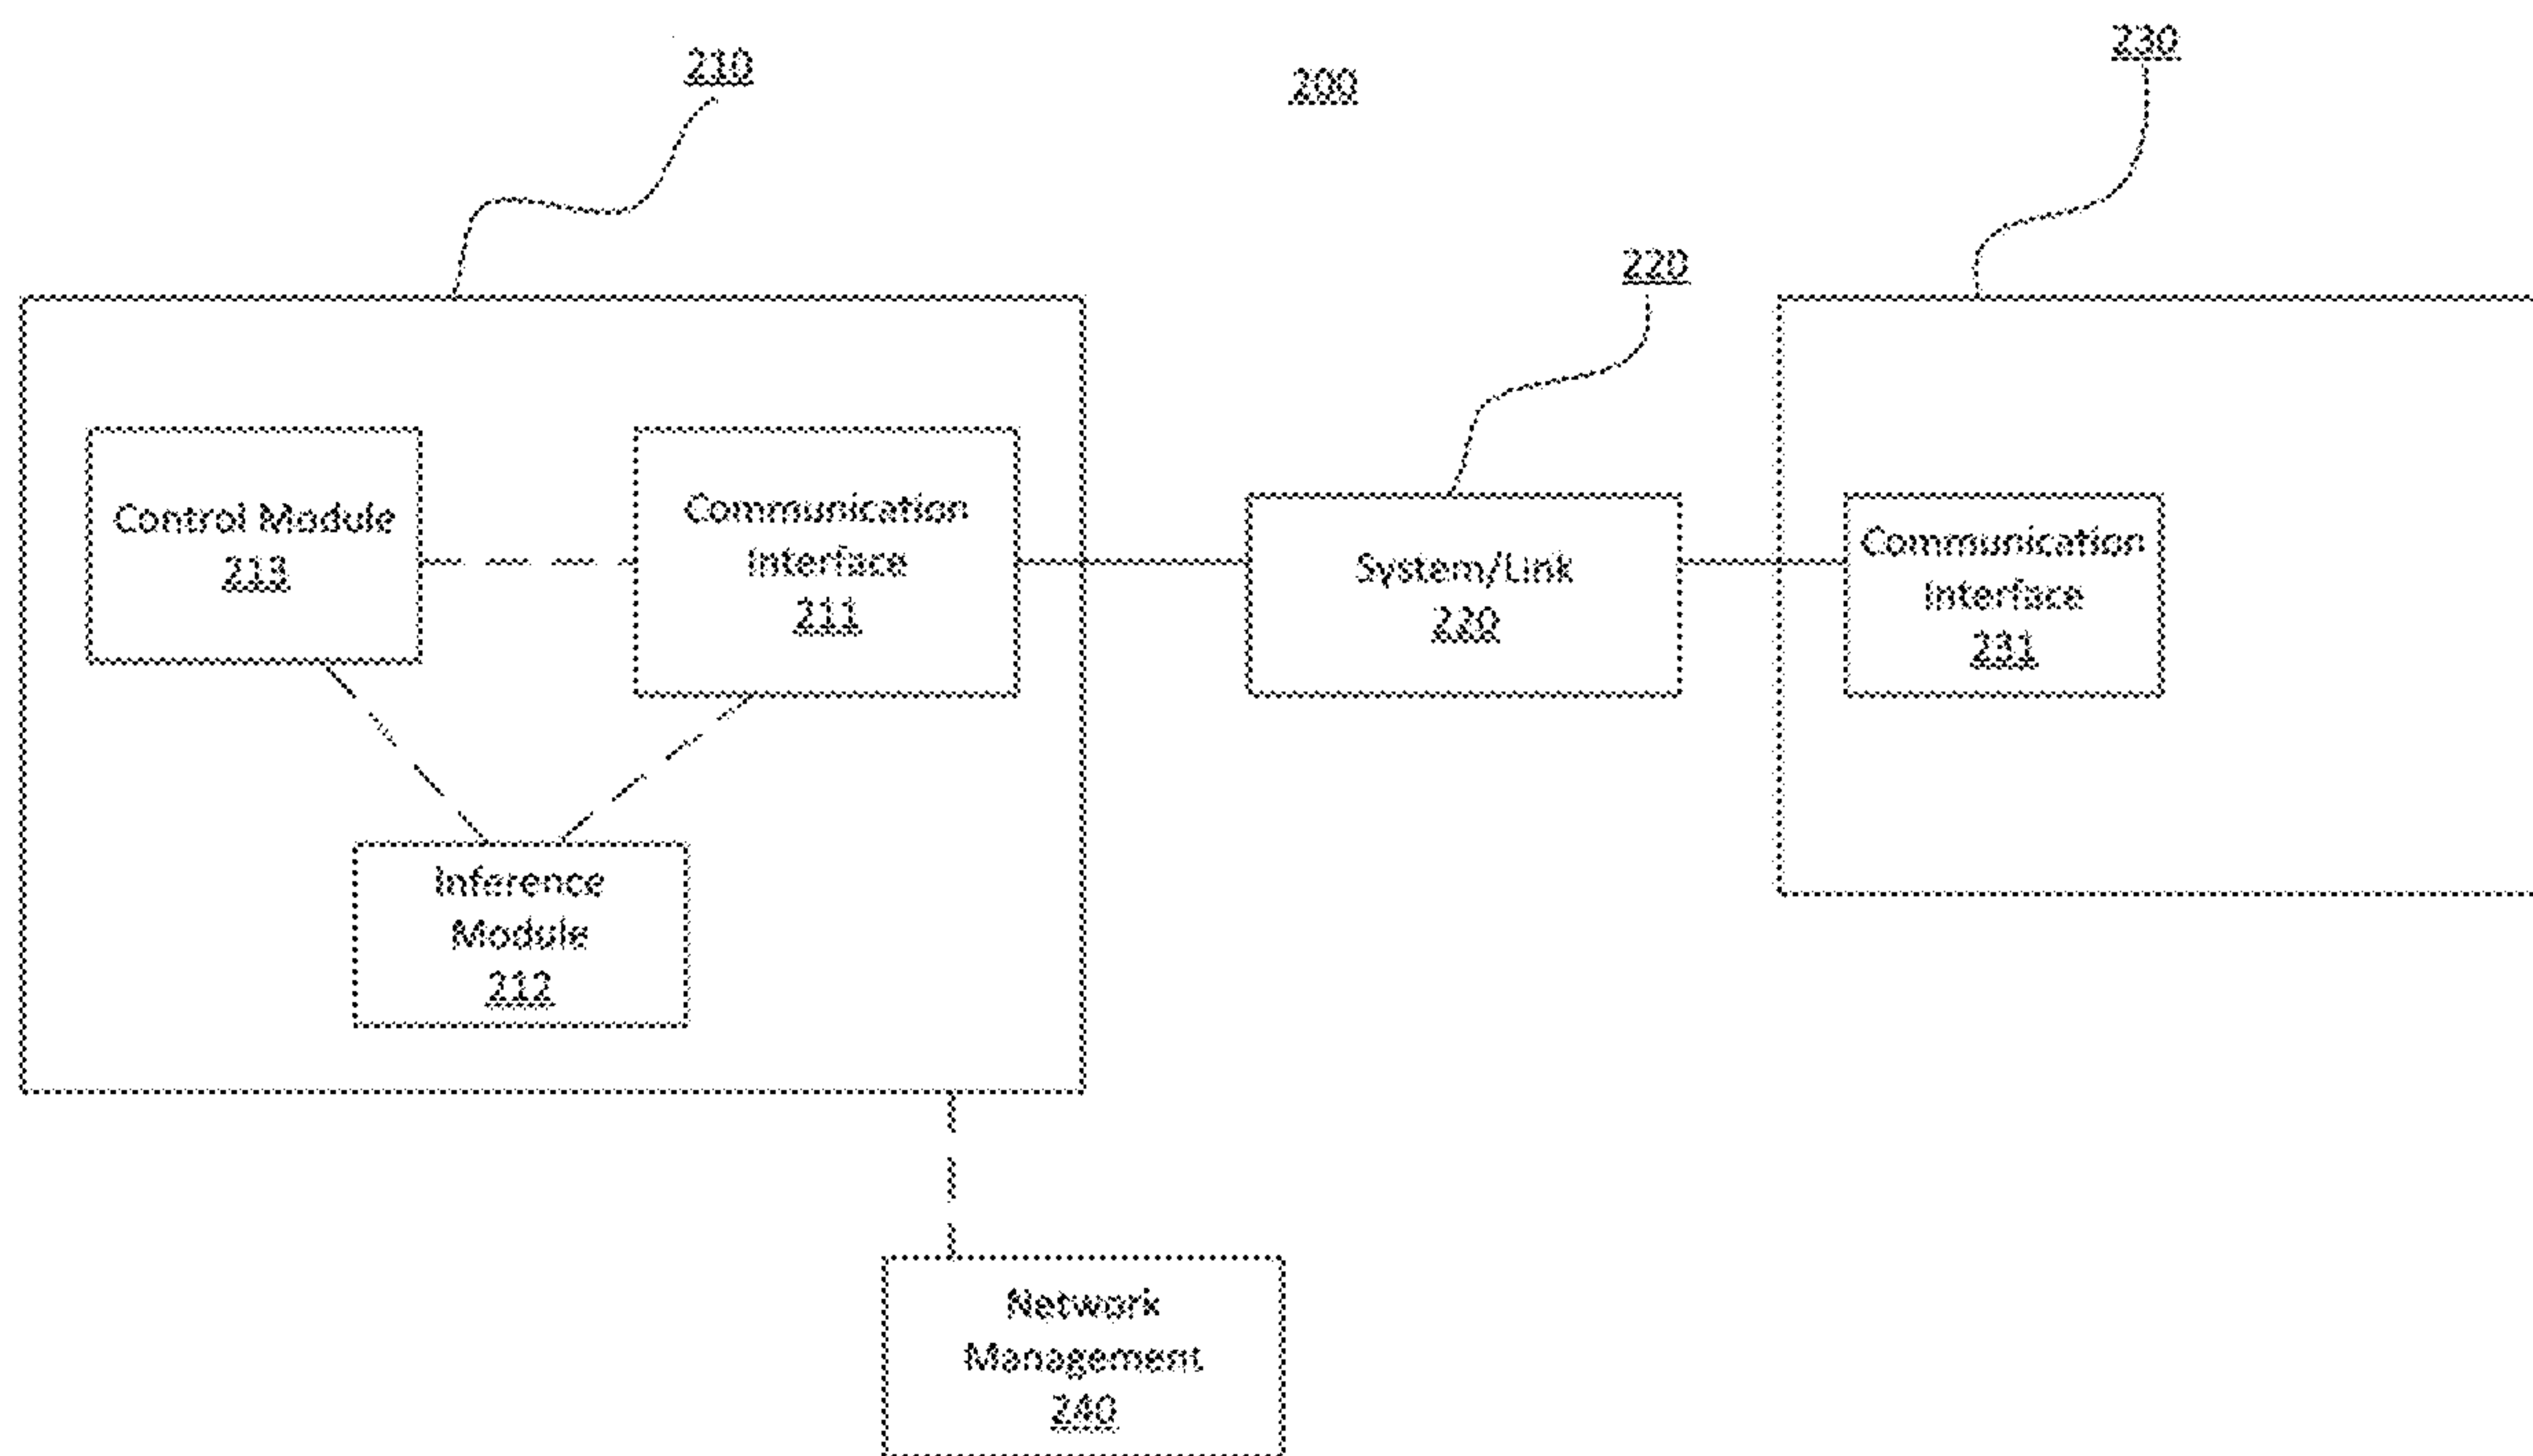 210
200
230
220
Control Module
213
Communication
Interface
211
System/Link
220
Communication
Interface
231
Inference
Module
212
Network
Management
240